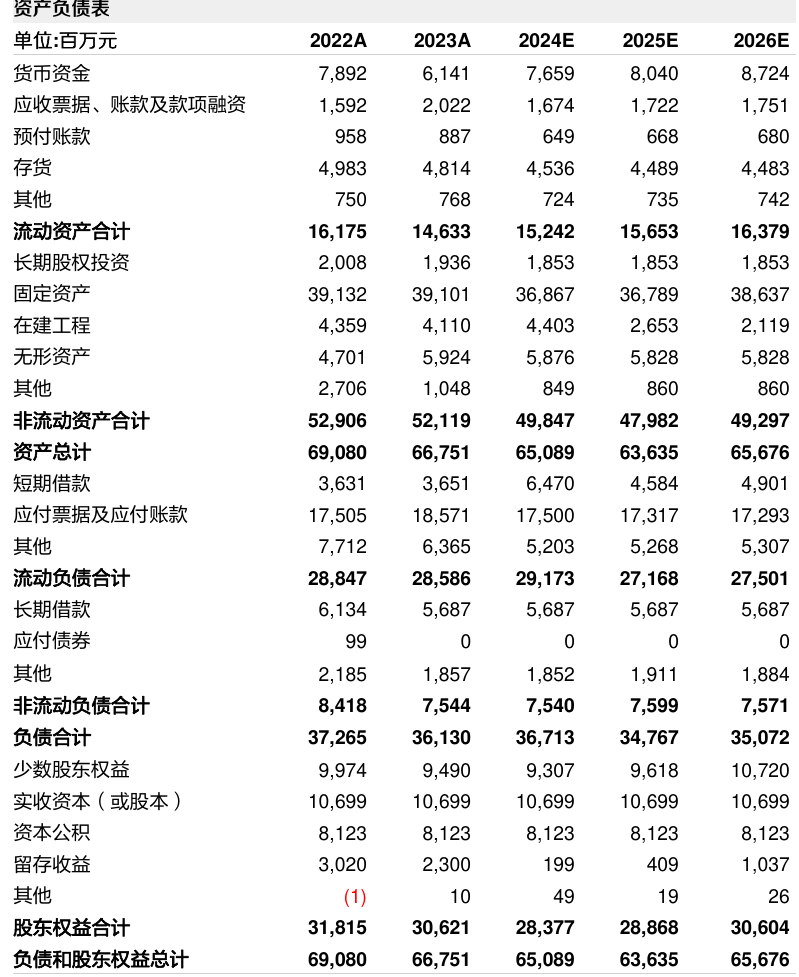 资产负债表
单位:百万元 2022A 2023A 2024E 2025E 2026E
货币资金 7,892 6,141 7,659 8,040 8,724
应收票据、账款及款项融资 1,592 2,022 1,674 1,722 1,751
预付账款 958 887 649 668 680
存货 4,983 4,814 4,536 4,489 4,483
其他 750 768 724 735 742
流动资产合计 16,175 14,633 15,242 15,653 16,379
长期股权投资 2,008 1,936 1,853 1,853 1,853
固定资产 39,132 39,101 36,867 36,789 38,637
在建工程 4,359 4,110 4,403 2,653 2,119
无形资产 4,701 5,924 5,876 5,828 5,828
其他 2,706 1,048 849 860 860
非流动资产合计 52,906 52,119 49,847 47,982 49,297
资产总计 69,080 66,751 65,089 63,635 65,676
短期借款 3,631 3,651 6,470 4,584 4,901
应付票据及应付账款 17,505 18,571 17,500 17,317 17,293
其他 7,712 6,365 5,203 5,268 5,307
流动负债合计 28,847 28,586 29,173 27,168 27,501
长期借款 6,134 5,687 5,687 5,687 5,687
应付债券 99 0 0 0 0
其他 2,185 1,857 1,852 1,911 1,884
非流动负债合计 8,418 7,544 7,540 7,599 7,571
负债合计 37,265 36,130 36,713 34,767 35,072
少数股东权益 9,974 9,490 9,307 9,618 10,720
实收资本（或股本） 10,699 10,699 10,699 10,699 10,699
资本公积 8,123 8,123 8,123 8,123 8,123
留存收益 3,020 2,300 199 409 1,037
其他 (1) 10 49 19 26
股东权益合计 31,815 30,621 28,377 28,868 30,604
负债和股东权益总计 69,080 66,751 65,089 63,635 65,676